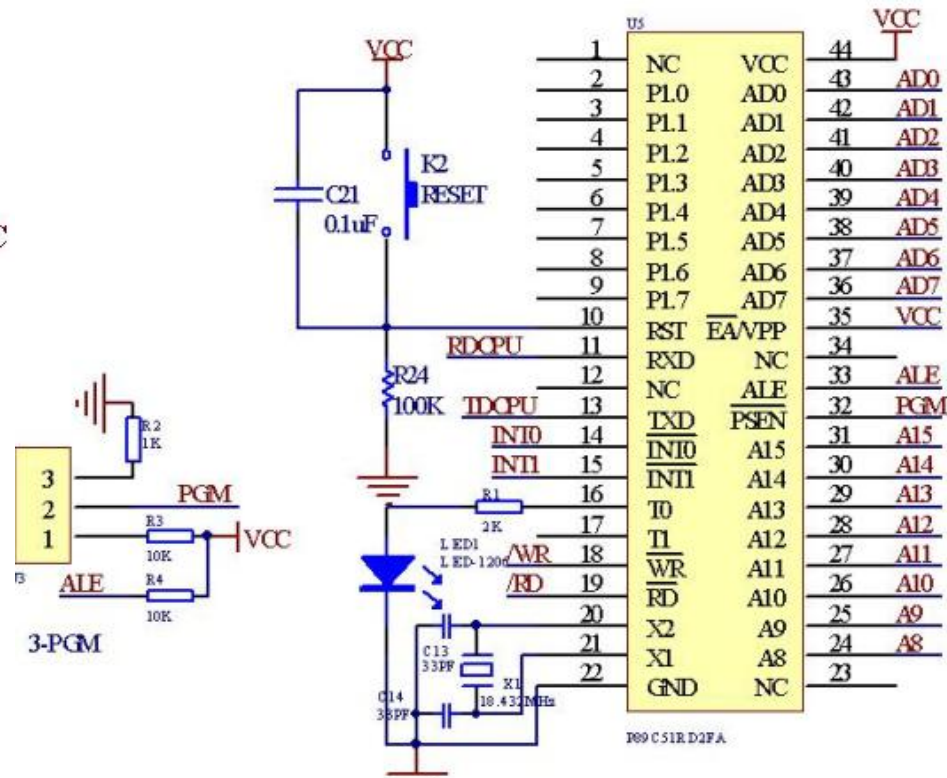 VCC
C21
0.1uF
K2
RESET
R24
100K
R2
1K
3
2
1
PGM
R3
10K
VCC
ALE
R4
10K
3-PGM
RDCPU
TDCPU
INT0
INT1
R1
2K
LED1
LED-1206
/WR
/RD
C13
33PF
C14
33PF
X1
18.432MHz
U5
VCC
1 NC VCC 44
2 P1.0 AD0 43 AD0
3 P1.1 AD1 42 AD1
4 P1.2 AD2 41 AD2
5 P1.3 AD3 40 AD3
6 P1.4 AD4 39 AD4
7 P1.5 AD5 38 AD5
8 P1.6 AD6 37 AD6
9 P1.7 AD7 36 AD7
10 RST EA/VPP 35 VCC
11 RXD NC 34
12 NC ALE 33 ALE
13 TXD PSEN 32 PGM
14 INT0 A15 31 A15
15 INT1 A14 30 A14
16 T0 A13 29 A13
17 T1 A12 28 A12
18 WR A11 27 A11
19 RD A10 26 A10
20 X2 A9 25 A9
21 X1 A8 24 A8
22 GND NC 23
P89C51RD2FA